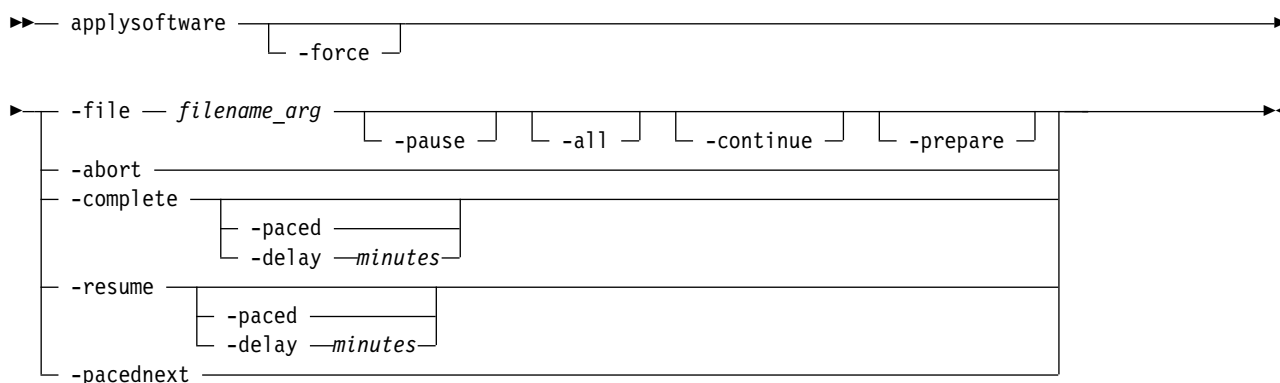 applysoftware
-force
-file filename_arg
-pause -all -continue -prepare
-abort
-complete
-paced
-delay minutes
-resume
-paced
-delay minutes
-pacednext